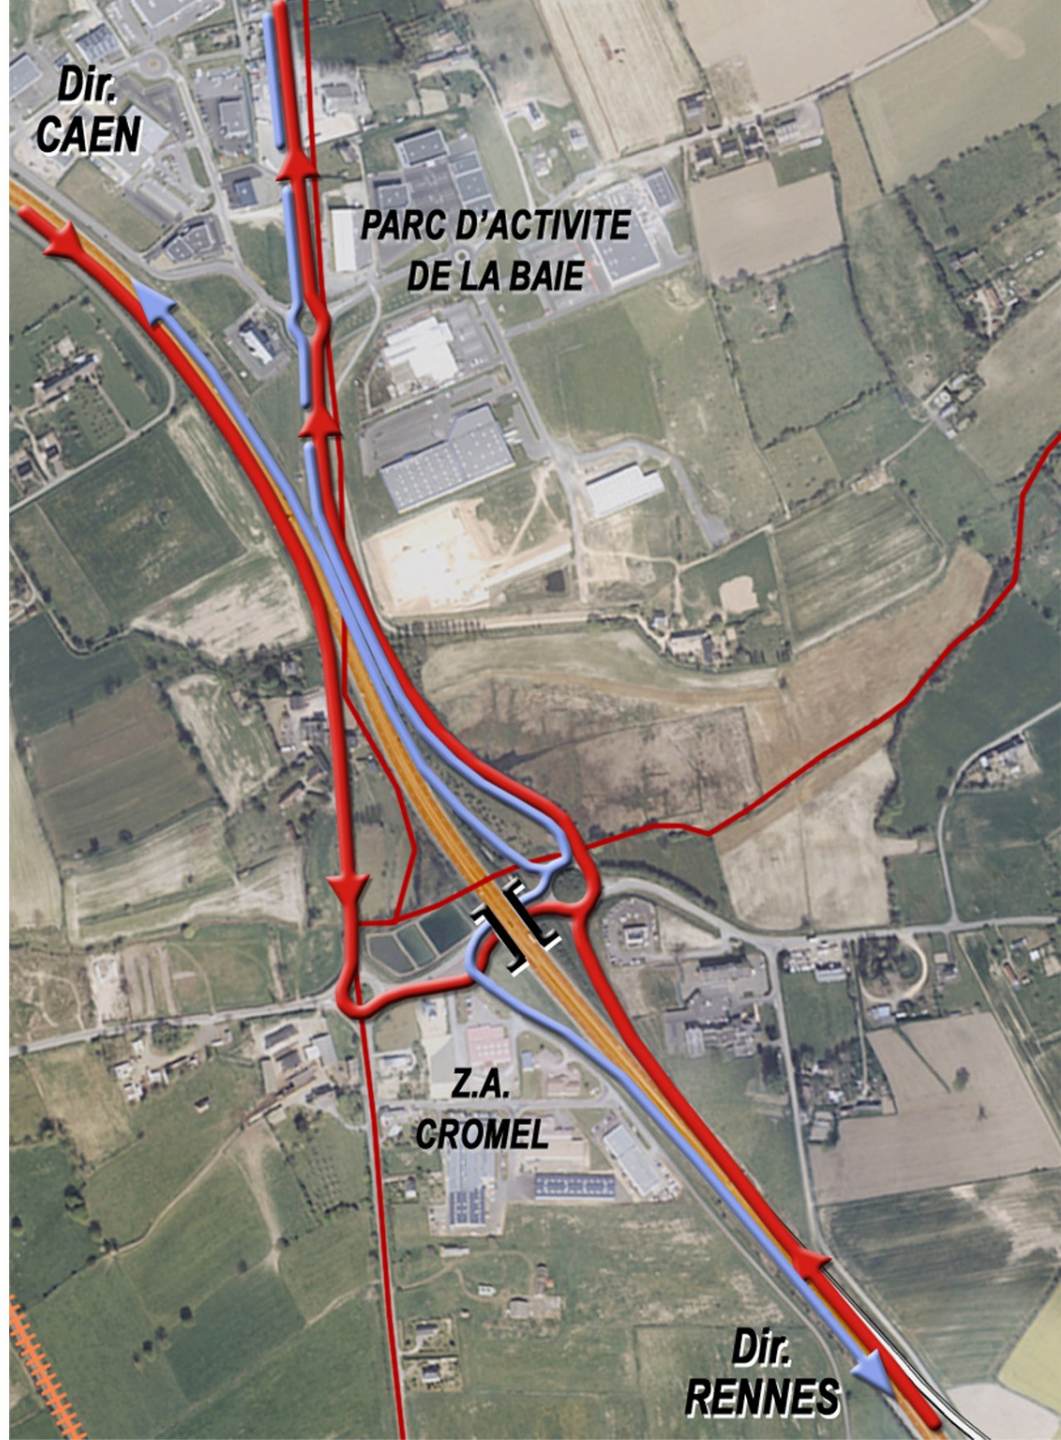 Dir.
CAEN
PARC D'ACTIVITE
DE LA BAIE
Z.A.
CROMEL
Dir.
RENNES